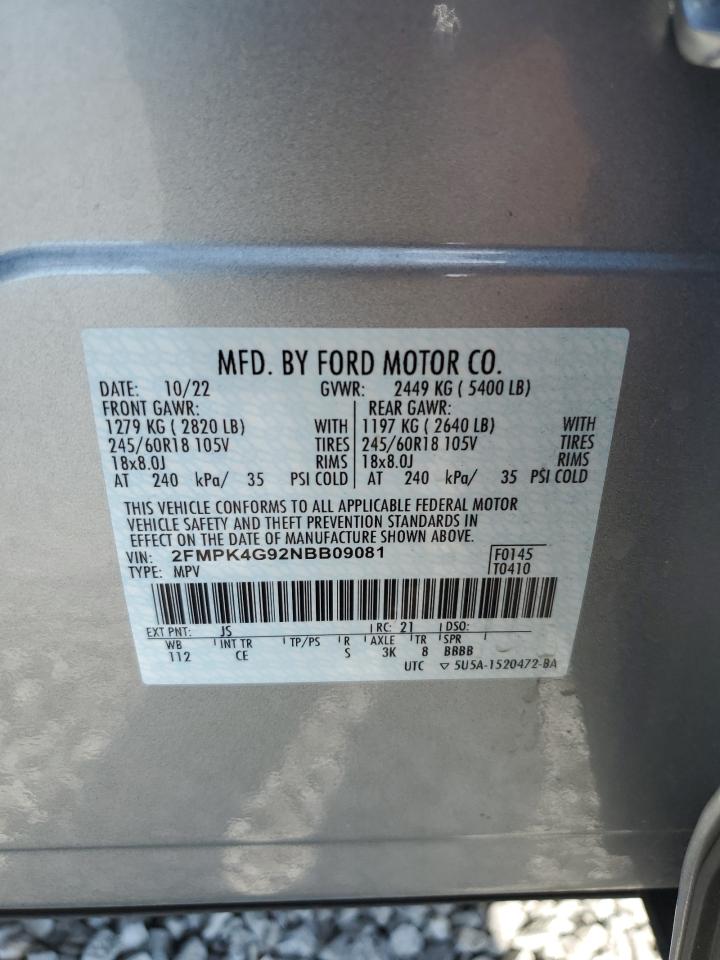 MFD. BY FORD MOTOR CO.
DATE: 10/22 GVWR: 2449 KG ( 5400 LB)
FRONT GAWR: REAR GAWR:
1279 KG ( 2820 LB) WITH 1197 KG ( 2640 LB) WITH
245/60R18 105V TIRES 245/60R18 105V TIRES
18x8.0J RIMS 18x8.0J RIMS
AT 240 kPa/ 35 PSI COLD AT 240 kPa/ 35 PSI COLD
THIS VEHICLE CONFORMS TO ALL APPLICABLE FEDERAL MOTOR
VEHICLE SAFETY AND THEFT PREVENTION STANDARDS IN
EFFECT ON THE DATE OF MANUFACTURE SHOWN ABOVE.
VIN: 2FMPK4G92NBB09081 F0145
TYPE: MPV T0410
EXT PNT: JS RC: 21 DSO:
WB INT TR TP/PS R AXLE TR SPR
112 CE S 3K 8 BBBB
UTC ▽ 5U5A-1520472-BA